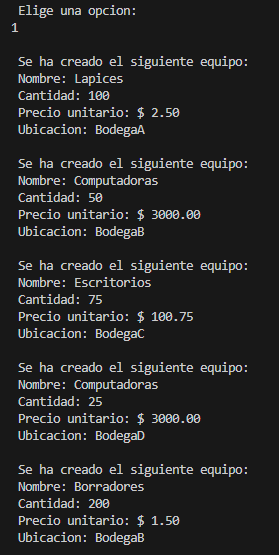 Elige una opcion:
1
Se ha creado el siguiente equipo:
Nombre: Lapices
Cantidad: 100
Precio unitario: $ 2.50
Ubicacion: BodegaA
Se ha creado el siguiente equipo:
Nombre: Computadoras
Cantidad: 50
Precio unitario: $ 3000.00
Ubicacion: BodegaB
Se ha creado el siguiente equipo:
Nombre: Escritorios
Cantidad: 75
Precio unitario: $ 100.75
Ubicacion: BodegaC
Se ha creado el siguiente equipo:
Nombre: Computadoras
Cantidad: 25
Precio unitario: $ 3000.00
Ubicacion: BodegaD
Se ha creado el siguiente equipo:
Nombre: Borradores
Cantidad: 200
Precio unitario: $ 1.50
Ubicacion: BodegaB